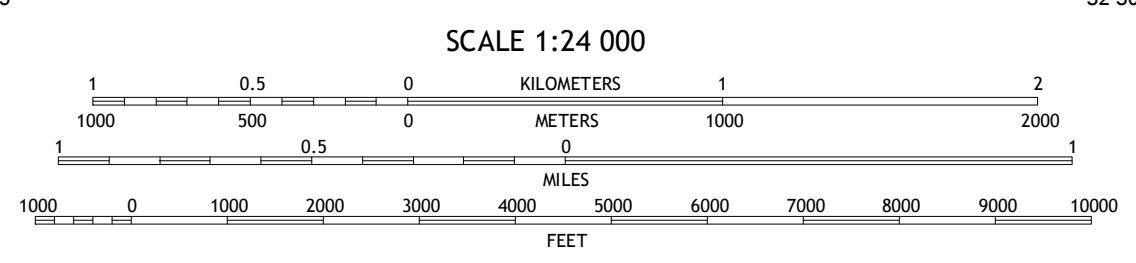 SCALE 1:24 000
1 0.5 0 KILOMETERS 1 2
1000 500 0 METERS 1000 2000
1 0.5 0 1
MILES
1000 0 1000 2000 3000 4000 5000 6000 7000 8000 9000 10000
FEET